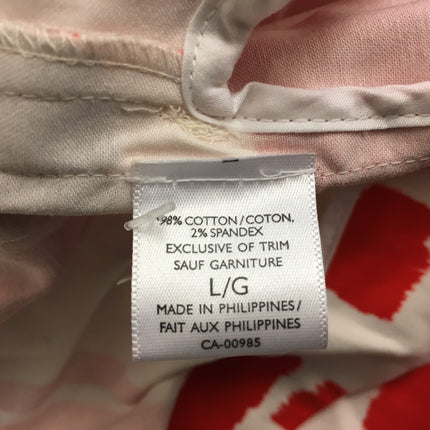 98% COTTON/COTON,
2% SPANDEX
EXCLUSIVE OF TRIM
SAUF GARNITURE
L/G
MADE IN PHILIPPINES/
FAIT AUX PHILIPPINES
CA-00985